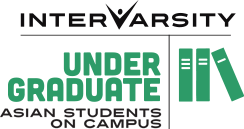 INTERVARSITY
UNDER
GRADUATE
ASIAN STUDENTS
ON CAMPUS